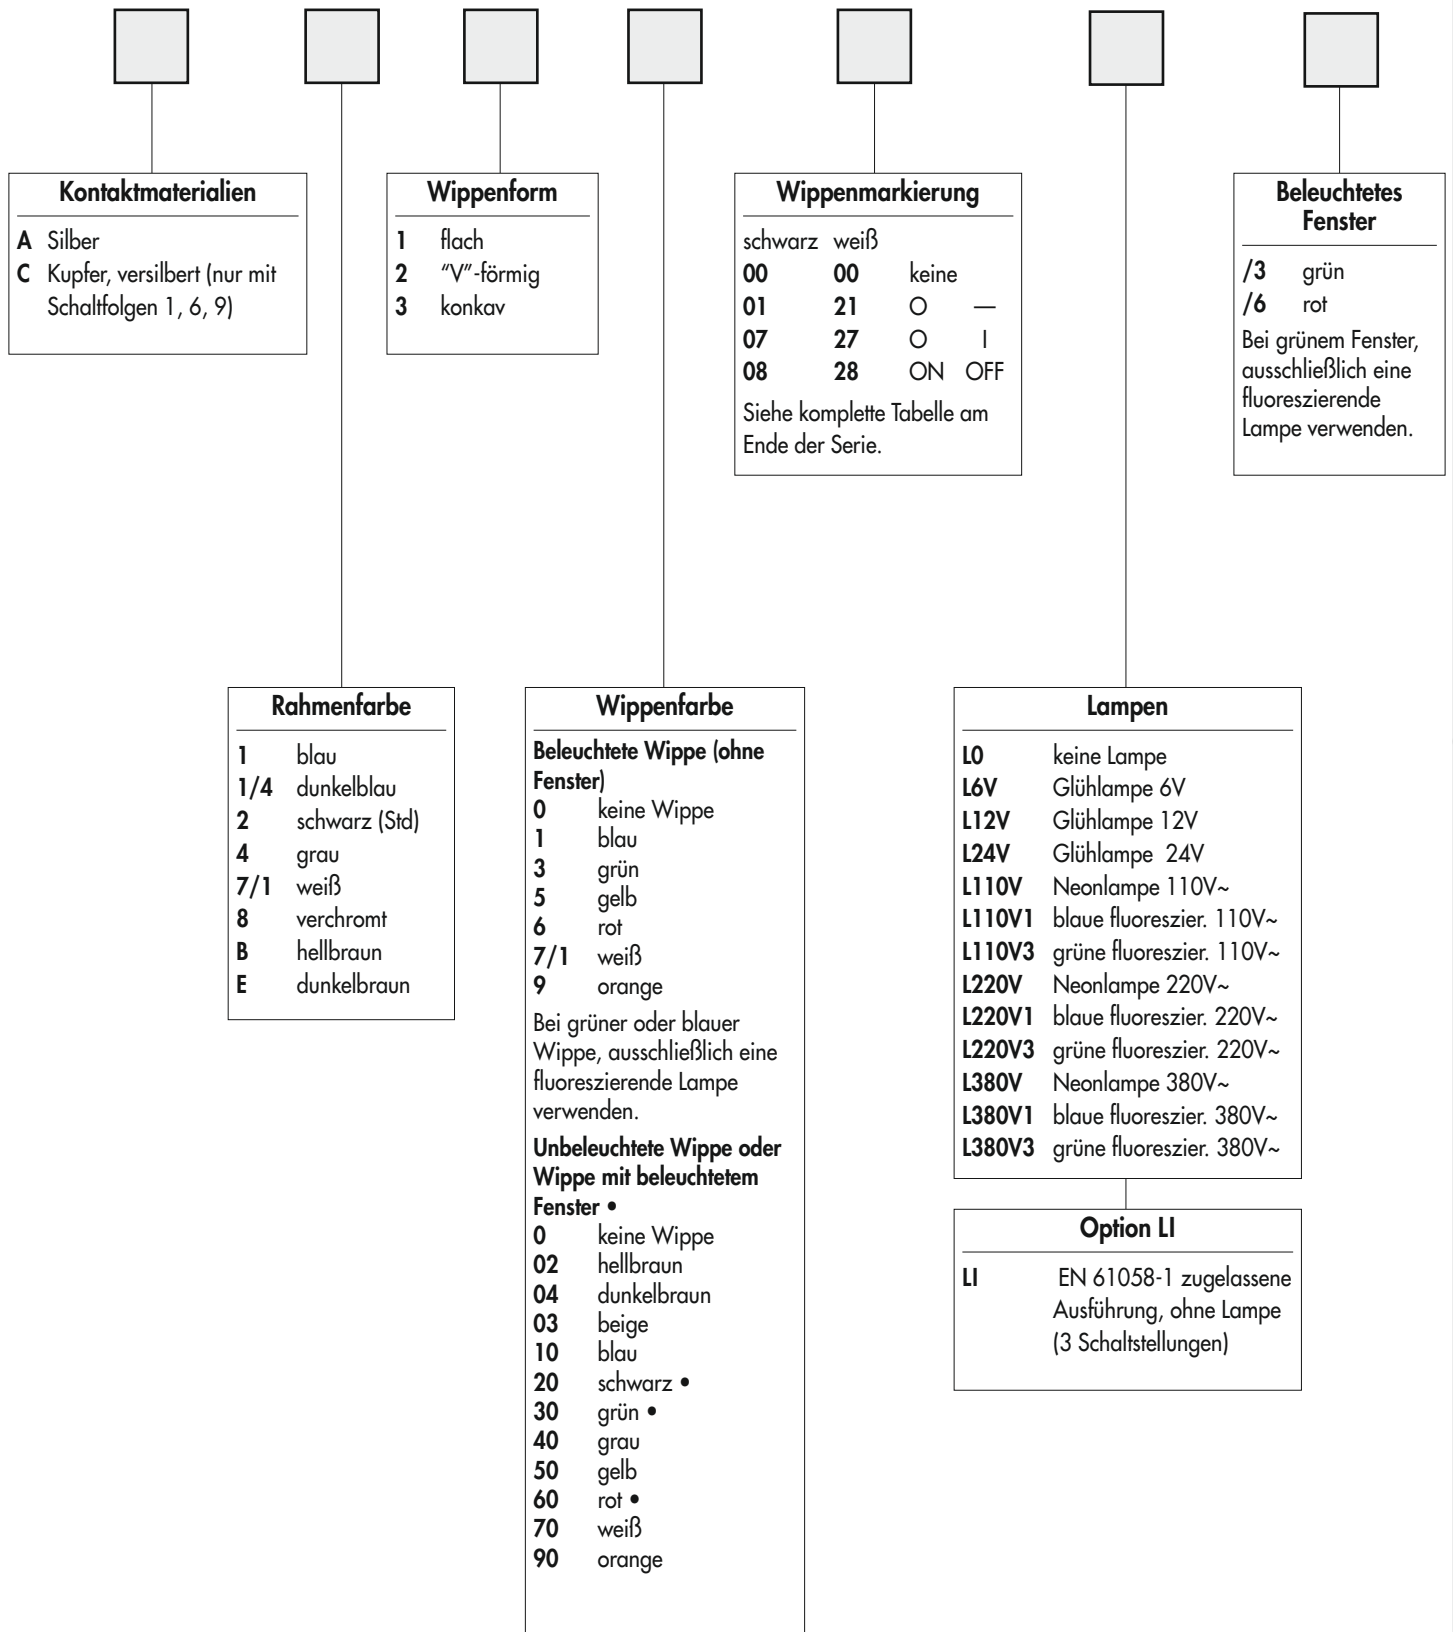 Kontaktmaterialien
A Silber
C Kupfer, versilbert (nur mit
Schaltfolgen 1, 6, 9)
Wippenform
1 flach
2 “V”-förmig
3 konkav
Wippenmarkierung
schwarz weiß
00 00 keine
01 21 O —
07 27 O I
08 28 ON OFF
Siehe komplette Tabelle am
Ende der Serie.
Beleuchtetes
Fenster
/3 grün
/6 rot
Bei grünem Fenster,
ausschließlich eine
fluoreszierende
Lampe verwenden.
Rahmenfarbe
1 blau
1/4 dunkelblau
2 schwarz (Std)
4 grau
7/1 weiß
8 verchromt
B hellbraun
E dunkelbraun
Wippenfarbe
Beleuchtete Wippe (ohne
Fenster)
0 keine Wippe
1 blau
3 grün
5 gelb
6 rot
7/1 weiß
9 orange
Bei grüner oder blauer
Wippe, ausschließlich eine
fluoreszierende Lampe
verwenden.
Unbeleuchtete Wippe oder
Wippe mit beleuchtetem
Fenster •
0 keine Wippe
02 hellbraun
04 dunkelbraun
03 beige
10 blau
20 schwarz •
30 grün •
40 grau
50 gelb
60 rot •
70 weiß
90 orange
Lampen
L0 keine Lampe
L6V Glühlampe 6V
L12V Glühlampe 12V
L24V Glühlampe 24V
L110V Neonlampe 110V~
L110V1 blaue fluoreszier. 110V~
L110V3 grüne fluoreszier. 110V~
L220V Neonlampe 220V~
L220V1 blaue fluoreszier. 220V~
L220V3 grüne fluoreszier. 220V~
L380V Neonlampe 380V~
L380V1 blaue fluoreszier. 380V~
L380V3 grüne fluoreszier. 380V~
Option LI
LI EN 61058-1 zugelassene
Ausführung, ohne Lampe
(3 Schaltstellungen)